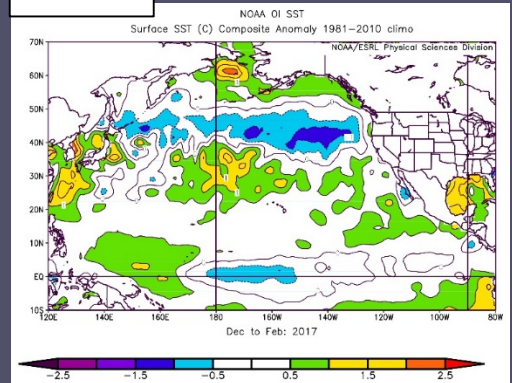 NOAA OI SST
Surface SST (C) Composite Anomaly 1981–2010 climo
NOAA/ESRL Physical Sciences Division
70N
60N
50N
40N
30N
20N
10N
EQ
10S
120E 140E 160E 180 160W 140W 120W 100W 80W
Dec to Feb: 2017
-2.5 -1.5 -0.5 0.5 1.5 2.5